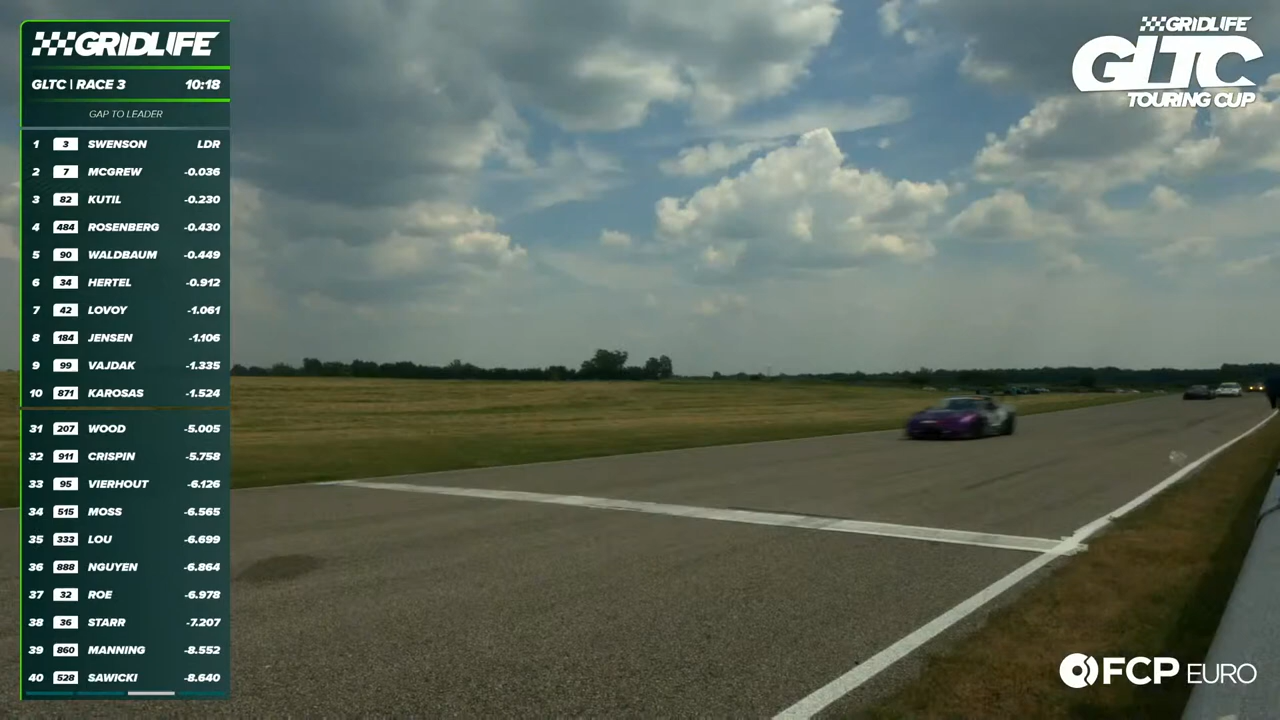 GRIDLIFE
GLTC | RACE 3 10:18
GAP TO LEADER
1 3 SWENSON LDR
2 7 MCGREW -0.036
3 82 KUTIL -0.230
4 484 ROSENBERG -0.430
5 90 WALDBAUM -0.449
6 34 HERTEL -0.912
7 42 LOVOY -1.061
8 184 JENSEN -1.106
9 99 VAJDAK -1.335
10 871 KAROSAS -1.524
31 207 WOOD -5.005
32 911 CRISPIN -5.758
33 95 VIERHOUT -6.126
34 515 MOSS -6.565
35 333 LOU -6.699
36 888 NGUYEN -6.864
37 32 ROE -6.978
38 36 STARR -7.207
39 860 MANNING -8.552
40 528 SAWICKI -8.640
GRIDLIFE
GLTC
TOURING CUP
FCP EURO